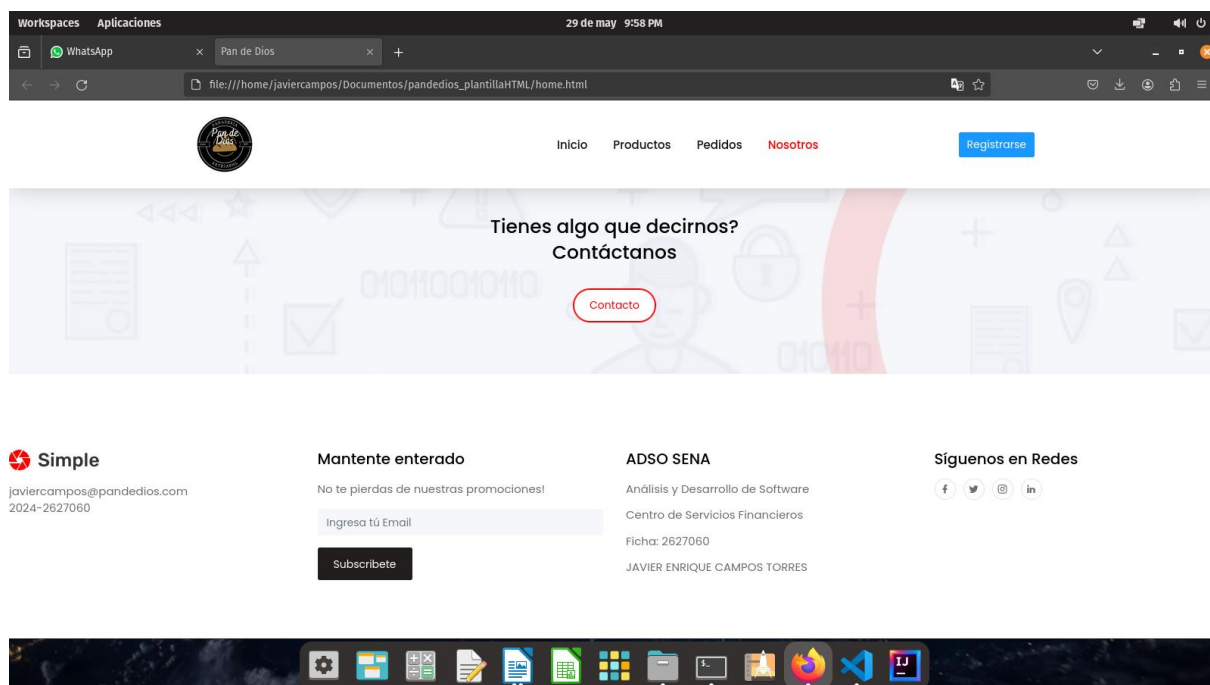 Workspaces Aplicaciones 29 de may 9:58 PM
WhatsApp Pan de Dios
file:///home/javiercampos/Documentos/pandedios_plantillaHTML/home.html
PANADERÍA
Pan de
Dios
ARTESANAL
Inicio Productos Pedidos Nosotros Registrarse
Tienes algo que decirnos?
Contáctanos
010110010110
Contacto
010110
Simple
javiercampos@pandedios.com
2024-2627060
Mantente enterado
No te pierdas de nuestras promociones!
Ingresa tú Email
Subscribete
ADSO SENA
Análisis y Desarrollo de Software
Centro de Servicios Financieros
Ficha: 2627060
JAVIER ENRIQUE CAMPOS TORRES
Síguenos en Redes
IJ